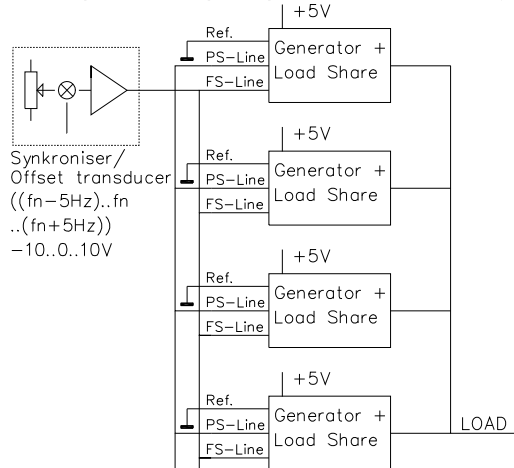 +5V
Ref.
PS-Line
FS-Line
Generator +
Load Share
Synkroniser/
Offset transducer
((fn-5Hz)..fn
..(fn+5Hz))
-10..0..10V
+5V
Ref.
PS-Line
FS-Line
Generator +
Load Share
+5V
Ref.
PS-Line
FS-Line
Generator +
Load Share
+5V
Ref.
PS-Line
FS-Line
Generator +
Load Share
LOAD